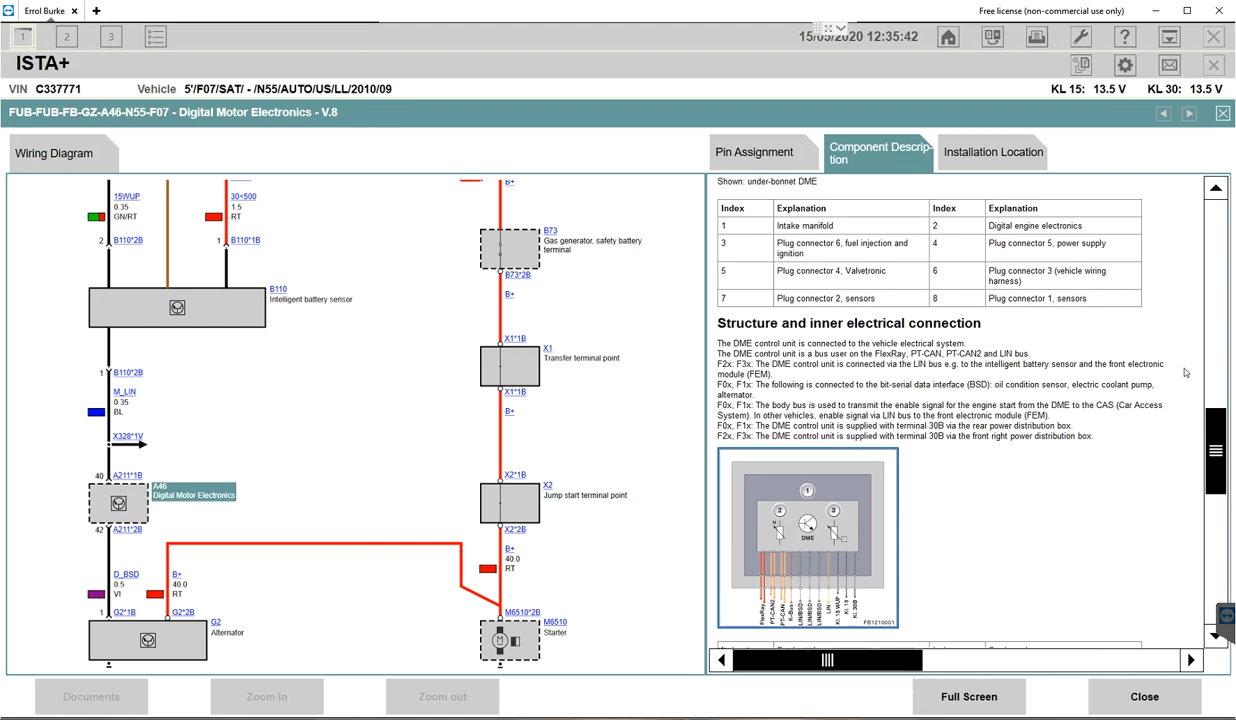 Errol Burke
Free license (non-commercial use only)
1 2 3
15/05/2020 12:35:42
ISTA+
VIN C337771 Vehicle 5'/F07/SAT/ - /N55/AUTO/US/LL/2010/09 KL 15: 13.5 V KL 30: 13.5 V
FUB-FUB-FB-GZ-A46-N55-F07 - Digital Motor Electronics - V.8
Wiring Diagram
15WUP
0.35
GN/RT
2 B110*2B
30<500
1.5
RT
1 B110*1B
B110
Intelligent battery sensor
1 B110*2B
M_LIN
0.35
BL
X328*1V
40 A211*1B
A46
Digital Motor Electronics
42 A211*2B
D_BSD
0.5
VI
1 G2*1B
B+
40.0
RT
G2*2B
G2
Alternator
B+
B73
Gas generator, safety battery
terminal
B73*2B
B+
X1*1B
X1
Transfer terminal point
X1*1B
B+
X2*1B
X2
Jump start terminal point
X2*2B
B+
40.0
RT
M6510*2B
M6510
Starter
M
Pin Assignment
Component Descrip-
tion
Installation Location
Shown: under-bonnet DME
Index Explanation Index Explanation
1 Intake manifold 2 Digital engine electronics
3 Plug connector 6, fuel injection and
ignition
4 Plug connector 5, power supply
5 Plug connector 4, Valvetronic
6 Plug connector 3 (vehicle wiring
harness)
7 Plug connector 2, sensors 8 Plug connector 1, sensors
Structure and inner electrical connection
The DME control unit is connected to the vehicle electrical system.
The DME control unit is a bus user on the FlexRay, PT-CAN, PT-CAN2 and LIN bus.
F2x: F3x: The DME control unit is connected via the LIN bus e.g. to the intelligent battery sensor and the front electronic
module (FEM).
F0x, F1x: The following is connected to the bit-serial data interface (BSD): oil condition sensor, electric coolant pump,
alternator.
F0x, F1x: The body bus is used to transmit the enable signal for the engine start from the DME to the CAS (Car Access
System). In other vehicles, enable signal via LIN bus to the front electronic module (FEM).
F0x, F1x: The DME control unit is supplied with terminal 30B via the rear power distribution box.
F2x, F3x: The DME control unit is supplied with terminal 30B via the front right power distribution box.
1
2 3
DME
FlexRay
PT-CAN2
PT-CAN
K-Bus
LIN/BSD
LIN/BSD
LIN/BSD
LIN
Kl. 15 WUP
Kl. 15
Kl. 30B
FB1210001
Documents
Zoom in
Zoom out
Full Screen
Close